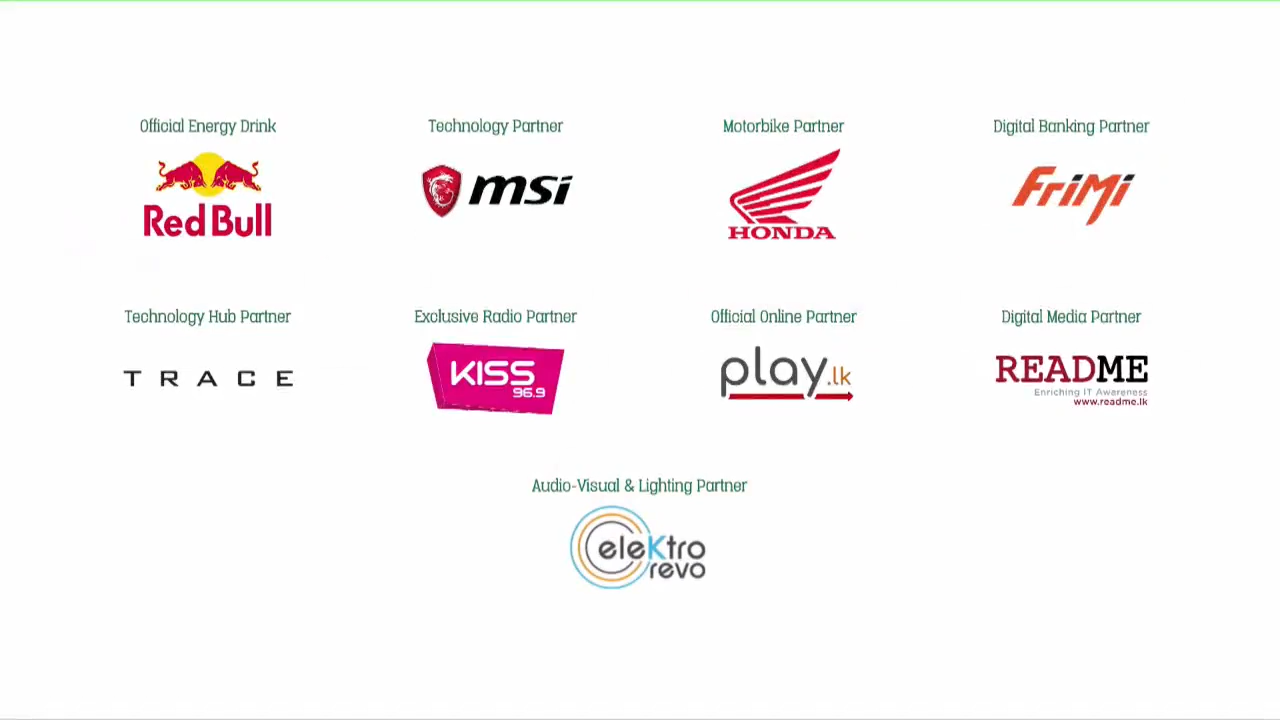 Official Energy Drink
Technology Partner
Motorbike Partner
Digital Banking Partner
Red Bull
msi
HONDA
FriMi
Technology Hub Partner
Exclusive Radio Partner
Official Online Partner
Digital Media Partner
TRACE
KISS
96.9
play.lk
README
Enriching IT Awareness
www.readme.lk
Audio-Visual & Lighting Partner
eleKtro
revo